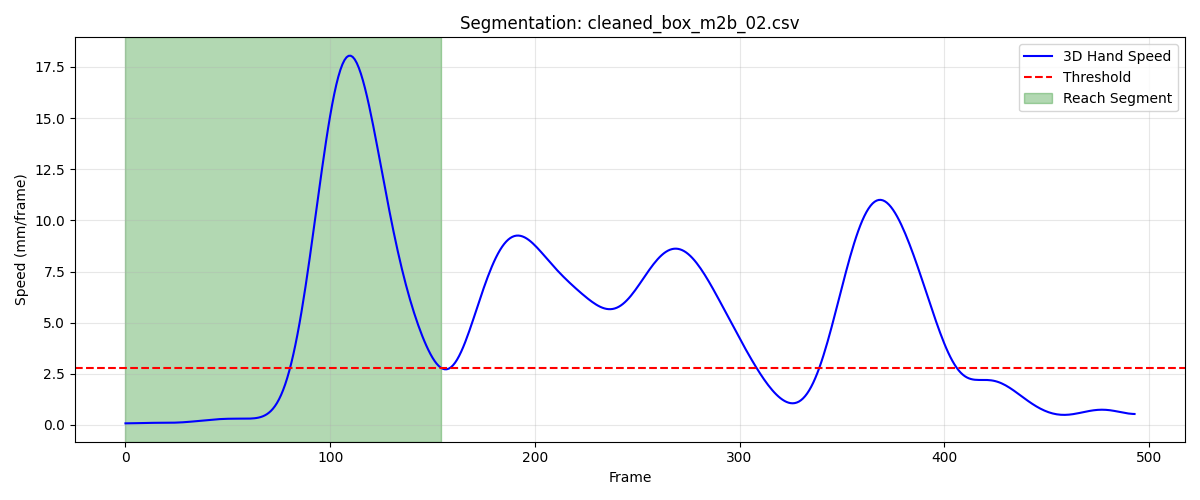 Segmentation: cleaned_box_m2b_02.csv
3D Hand Speed
Threshold
Reach Segment
Speed (mm/frame)
17.5
15.0
12.5
10.0
7.5
5.0
2.5
0.0
0 100 200 300 400 500
Frame